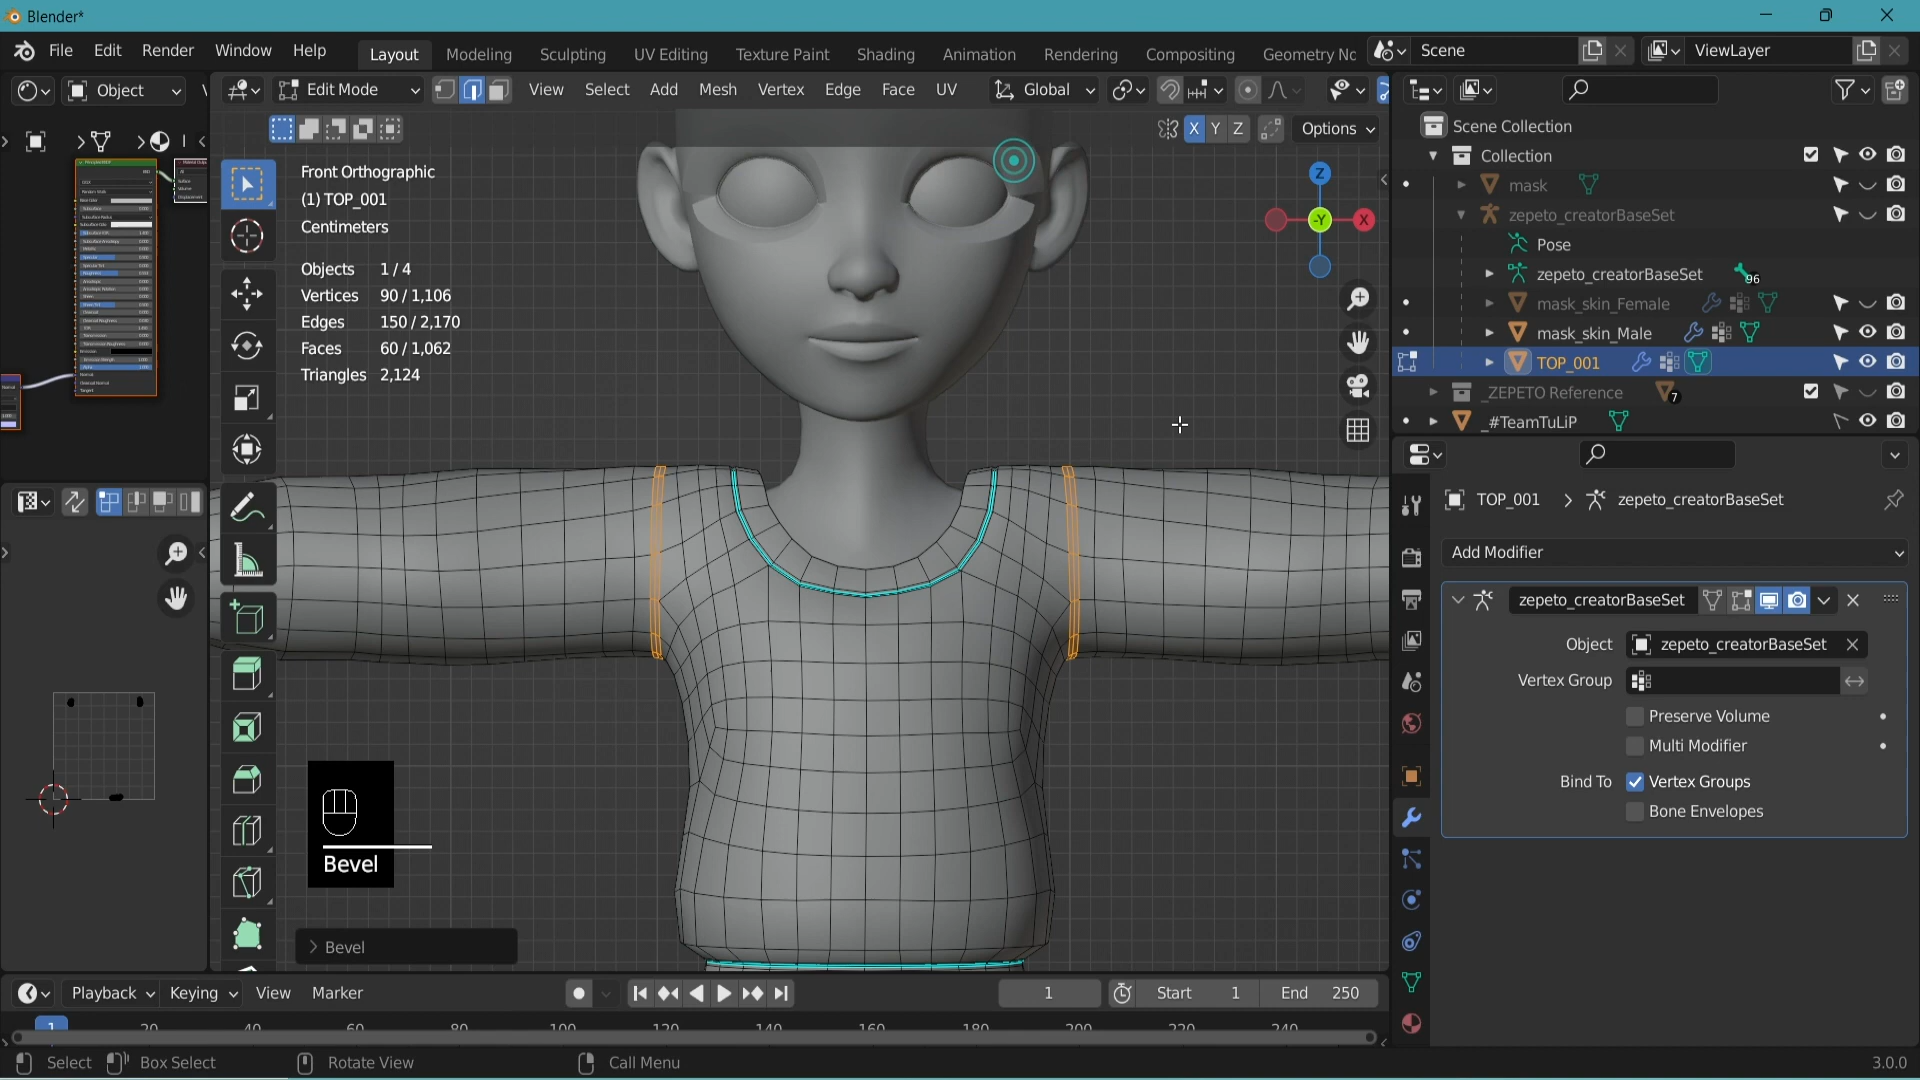 Blender*
File Edit Render Window Help
Layout Modeling Sculpting UV Editing Texture Paint Shading Animation Rendering Compositing Geometry Nc
Scene
ViewLayer
Object
Edit Mode
View Select Add Mesh Vertex Edge Face UV
Global
X Y Z
Options
Front Orthographic
(1) TOP_001
Centimeters
Objects 1/4
Vertices 90/1,106
Edges 150/2,170
Faces 60/1,062
Triangles 2,124
Z
-Y
X
Bevel
Bevel
Scene Collection
Collection
mask
zepeto_creatorBaseSet
Pose
zepeto_creatorBaseSet
96
mask_skin_Female
mask_skin_Male
TOP_001
_ZEPETO Reference
7
_#TeamTuLiP
TOP_001 > zepeto_creatorBaseSet
Add Modifier
zepeto_creatorBaseSet
Object zepeto_creatorBaseSet
Vertex Group
Preserve Volume
Multi Modifier
Bind To Vertex Groups
Bone Envelopes
Playback Keying View Marker
1
Start 1
End 250
1 20 40 60 80 100 120 140 160 180 200 220 240
Select Box Select Rotate View Call Menu
3.0.0